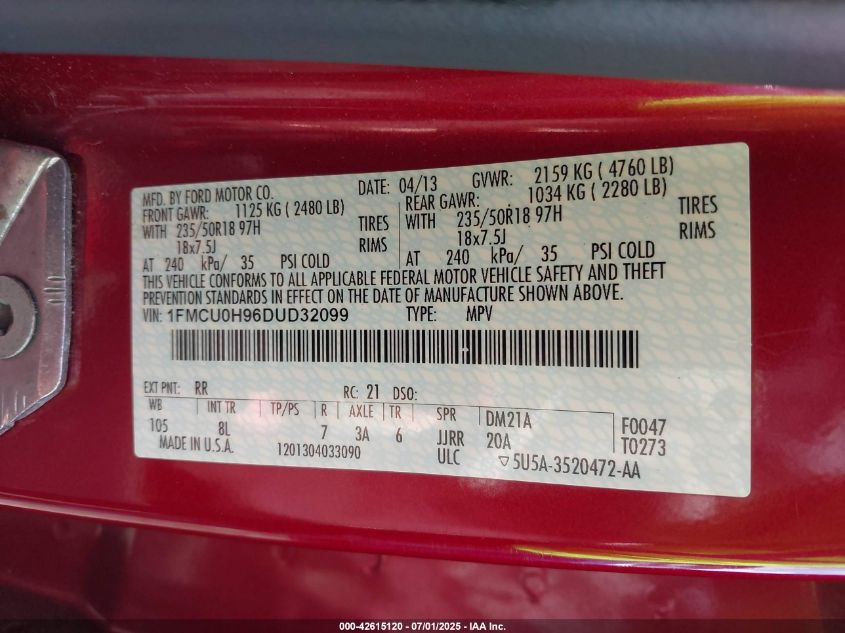 MFD. BY FORD MOTOR CO.
DATE: 04/13 GVWR: 2159 KG ( 4760 LB)
FRONT GAWR: 1125 KG ( 2480 LB)
WITH 235/50R18 97H TIRES
18x7.5J RIMS
AT 240 kPa/ 35 PSI COLD
REAR GAWR: 1034 KG ( 2280 LB)
WITH 235/50R18 97H TIRES
18x7.5J RIMS
AT 240 kPa/ 35 PSI COLD
THIS VEHICLE CONFORMS TO ALL APPLICABLE FEDERAL MOTOR VEHICLE SAFETY AND THEFT
PREVENTION STANDARDS IN EFFECT ON THE DATE OF MANUFACTURE SHOWN ABOVE.
VIN: 1FMCU0H96DUD32099 TYPE: MPV
EXT PNT: RR RC: 21 DSO:
WB INT TR TP/PS R AXLE TR SPR DM21A F0047
105 8L 7 3A 6 JJRR 20A T0273
MADE IN U.S.A. 1201304033090 ULC ▽5U5A-3520472-AA
000-42615120 - 07/01/2025 - IAA Inc.